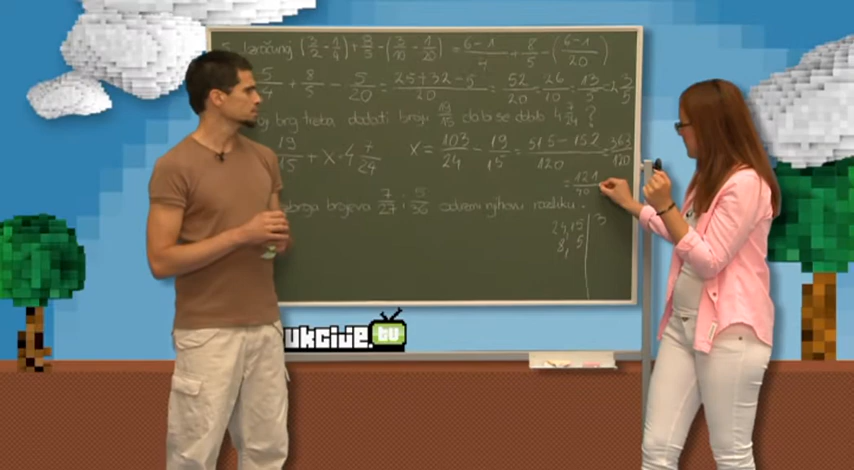 5. Izračunaj (3/2 - 1/4) + 8/5 - (3/10 - 1/20) = 6-1/4 + 8/5 - (6-1/20)
5/4 + 8/5 - 5/20 = 25+32-5/20 = 52/20 = 26/10 = 13/5 = 2 3/5
broj treba dodati broju 19/15 da bi se dobilo 4 7/24 ?
19/15 + x = 4 7/24 x = 103/24 - 19/15 = 515-152/120 = 363/120
= 121/40
brojeva 7/27 i 5/36 oduzmi njihovu razliku.
24, 15 | 3
8, 5
UKCIJE.tv